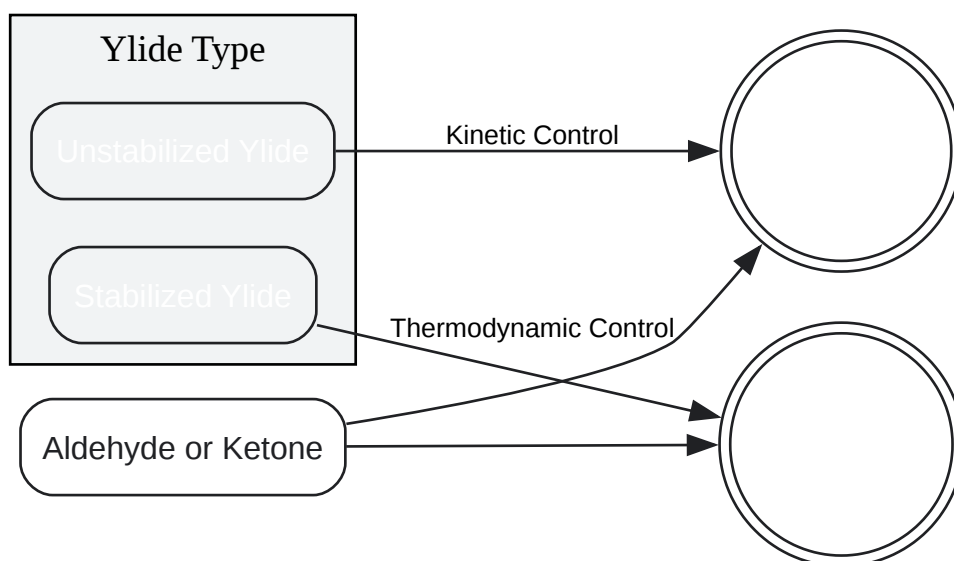 Ylide Type
Unstabilized Ylide
Kinetic Control
Stabilized Ylide
Thermodynamic Control
Aldehyde or Ketone